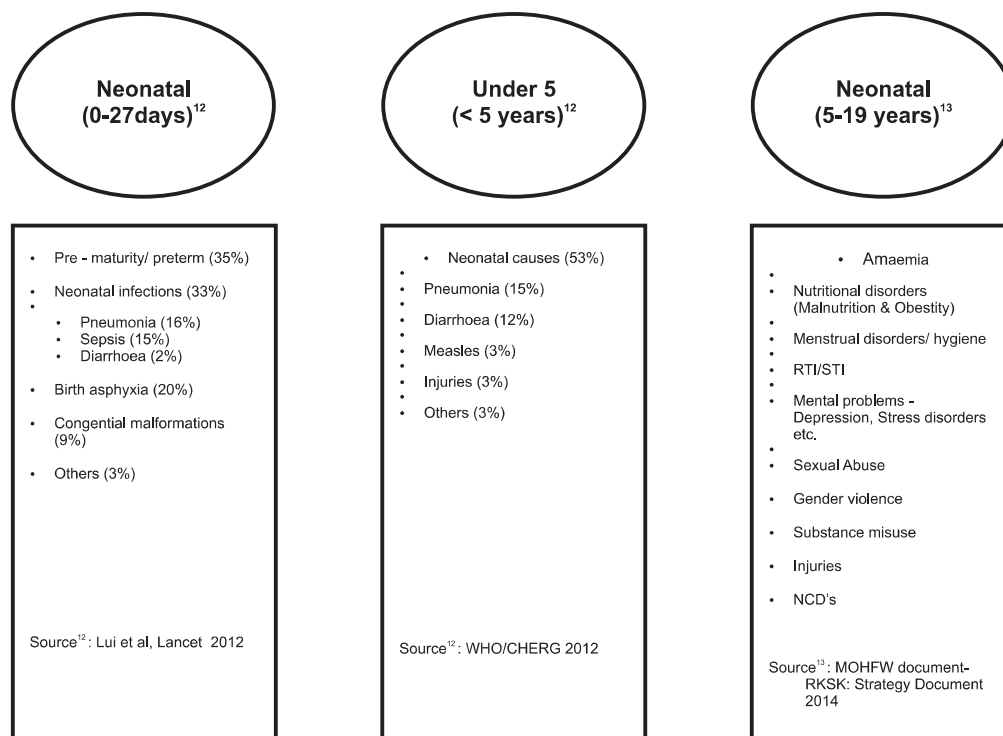 Neonatal
(0-27days)12
• Pre - maturity/ preterm (35%)
• Neonatal infections (33%)
•
• Pneumonia (16%)
• Sepsis (15%)
• Diarrhoea (2%)
• Birth asphyxia (20%)
• Congential malformations
(9%)
• Others (3%)
Source12: Lui et al, Lancet 2012
Under 5
(< 5 years)12
• Neonatal causes (53%)
•
• Pneumonia (15%)
•
• Diarrhoea (12%)
•
• Measles (3%)
•
• Injuries (3%)
•
• Others (3%)
Source12: WHO/CHERG 2012
Neonatal
(5-19 years)13
• Amaemia
•
• Nutritional disorders
(Malnutrition & Obestity)
•
• Menstrual disorders/ hygiene
•
• RTI/STI
•
• Mental problems -
Depression, Stress disorders
etc.
•
• Sexual Abuse
• Gender violence
• Substance misuse
• Injuries
• NCD's
Source13: MOHFW document-
RKSK: Strategy Document
2014